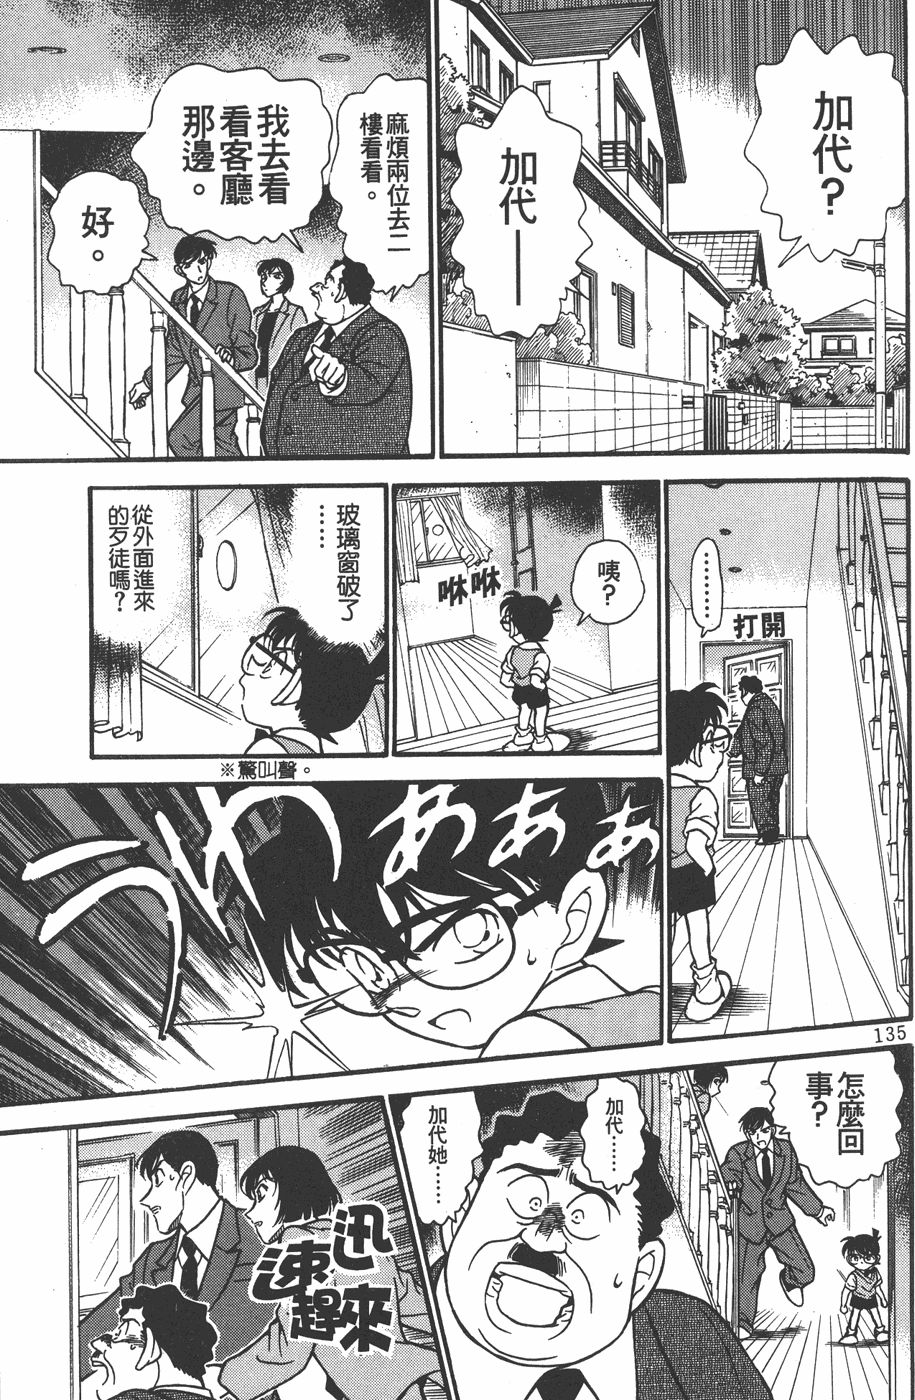 加代？
加代——
麻煩兩位去二
樓看看。
我去看
看客廳
那邊。
好。
………
打開
咦？
咻咻
玻璃窗破了
……
從外面進來
的歹徒嗎？
※驚叫聲。
うわあああ
135
怎麼回
事？
加代……
加代她……
迅
速
趕來